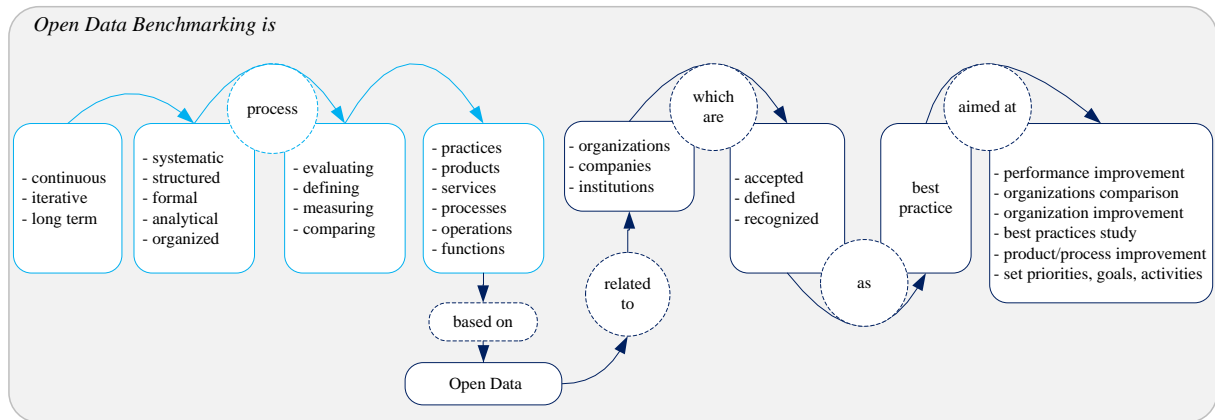 Open Data Benchmarking is
- continuous
- iterative
- long term
- systematic
- structured
- formal
- analytical
- organized
process
- evaluating
- defining
- measuring
- comparing
- practices
- products
- services
- processes
- operations
- functions
based on
Open Data
related
to
- organizations
- companies
- institutions
which
are
- accepted
- defined
- recognized
as
best
practice
aimed at
- performance improvement
- organizations comparison
- organization improvement
- best practices study
- product/process improvement
- set priorities, goals, activities